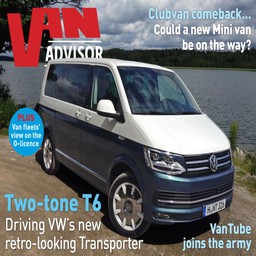 VAN
ADVISOR
Clubvan comeback...
Could a new Mini van
be on the way?
PLUS
Van fleets'
view on the
O-licence
Two-tone T6
Driving VW's new
retro-looking Transporter
VanTube
joins the army